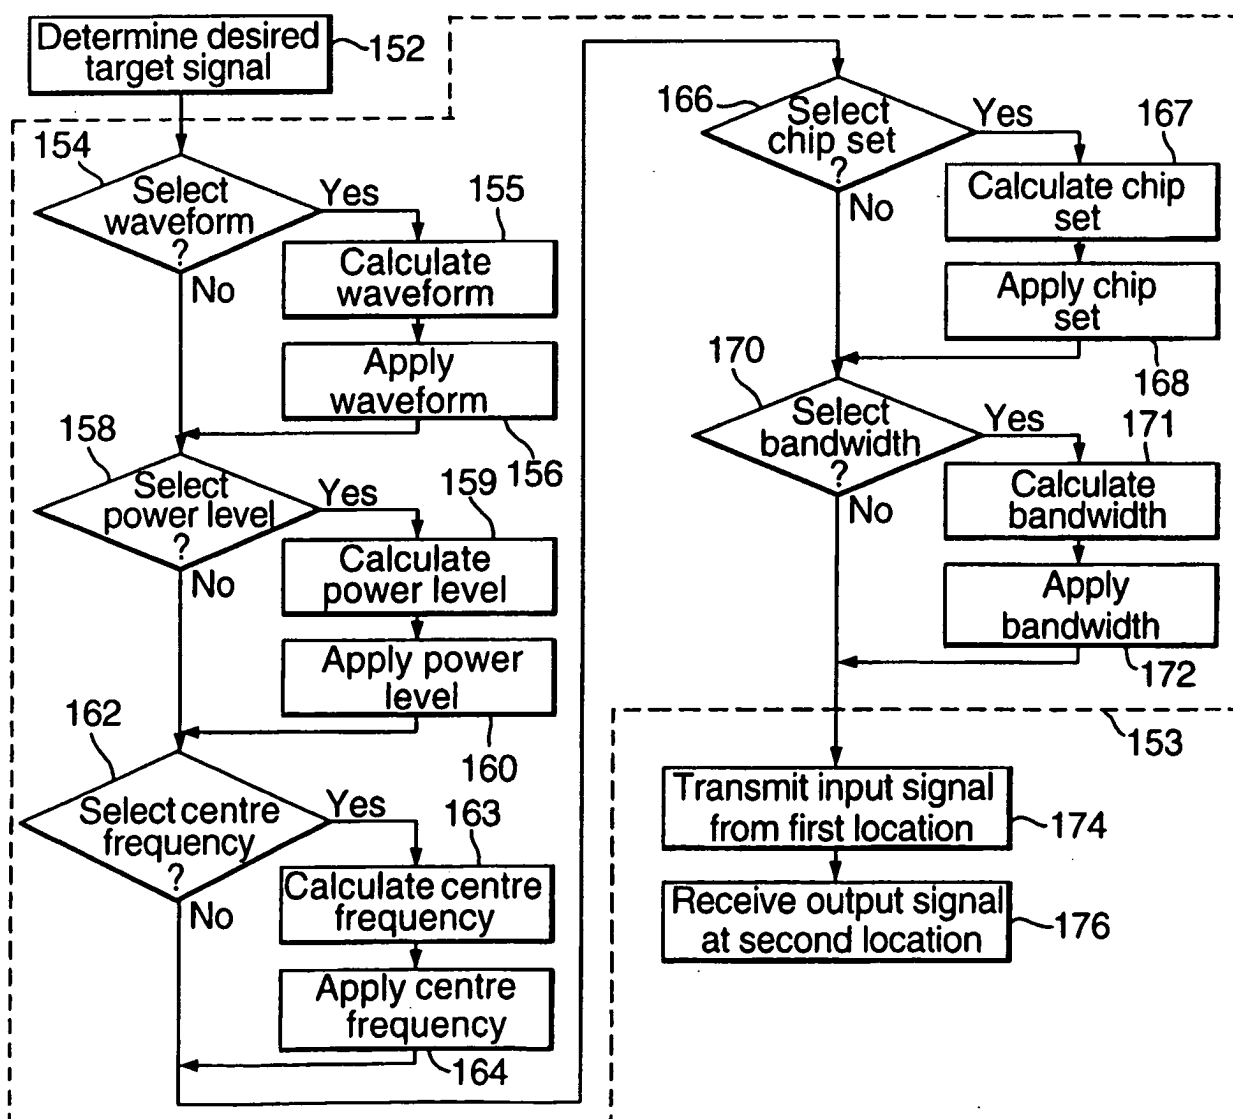 Determine desired
target signal
152
154
Select
waveform
?
Yes
No
155
Calculate
waveform
Apply
waveform
156
158
Select
power level
?
Yes
No
159
Calculate
power level
Apply power
level
160
162
Select centre
frequency
?
Yes
No
163
Calculate centre
frequency
Apply centre
frequency
164
166
Select
chip set
?
Yes
No
167
Calculate chip
set
Apply chip
set
168
170
Select
bandwidth
?
Yes
No
171
Calculate
bandwidth
Apply
bandwidth
172
153
Transmit input signal
from first location
174
Receive output signal
at second location
176